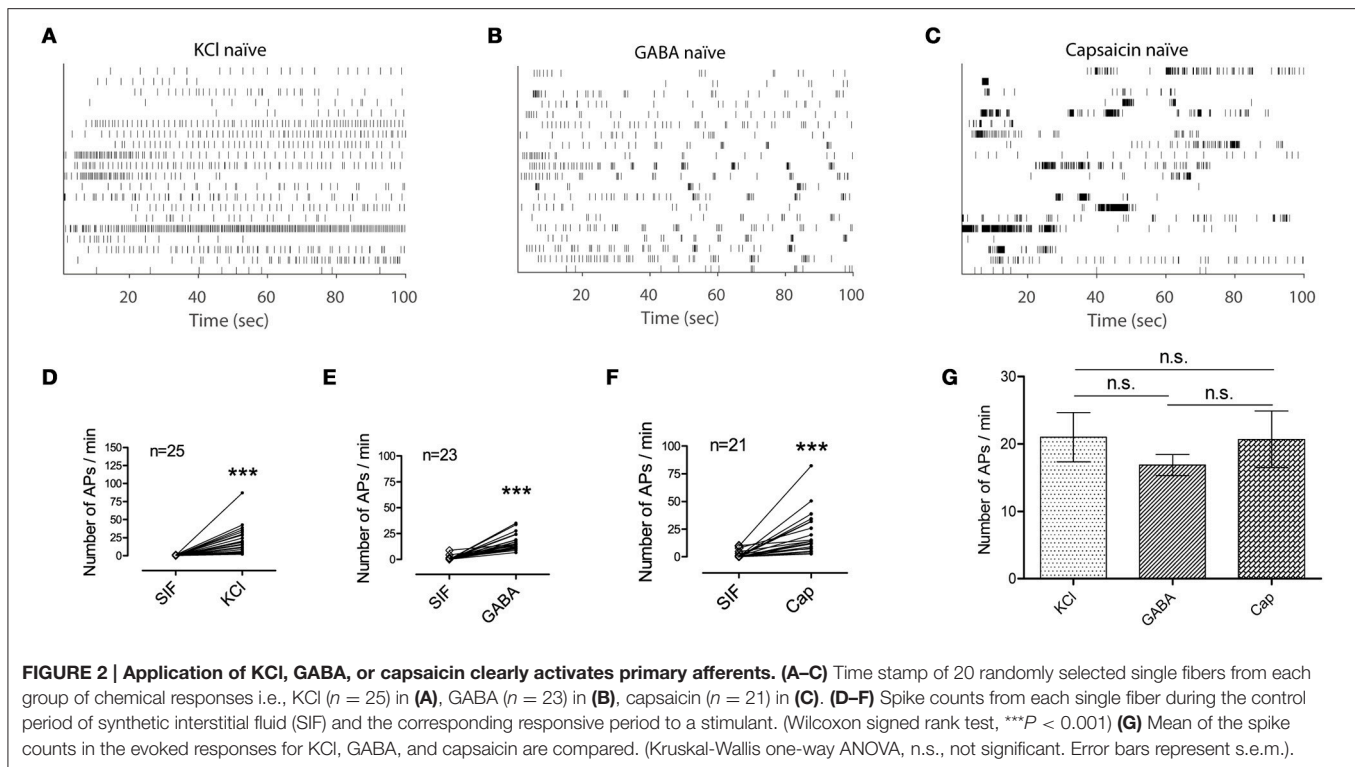 A
KCl naïve
20 40 60 80 100
Time (sec)
B
GABA naïve
20 40 60 80 100
Time (sec)
C
Capsaicin naïve
20 40 60 80 100
Time (sec)
D
Number of APs / min
150
125
100
75
50
25
0
n=25
***
SIF
KCl
E
Number of APs / min
100
75
50
25
0
n=23
***
SIF
GABA
F
Number of APs / min
100
75
50
25
0
n=21
***
SIF
Cap
G
Number of APs / min
30
20
10
0
n.s.
n.s.
n.s.
KCl
GABA
Cap
FIGURE 2 | Application of KCl, GABA, or capsaicin clearly activates primary afferents. (A–C) Time stamp of 20 randomly selected single fibers from each
group of chemical responses i.e., KCl (n = 25) in (A), GABA (n = 23) in (B), capsaicin (n = 21) in (C). (D–F) Spike counts from each single fiber during the control
period of synthetic interstitial fluid (SIF) and the corresponding responsive period to a stimulant. (Wilcoxon signed rank test, ***P < 0.001) (G) Mean of the spike
counts in the evoked responses for KCl, GABA, and capsaicin are compared. (Kruskal-Wallis one-way ANOVA, n.s., not significant. Error bars represent s.e.m.).